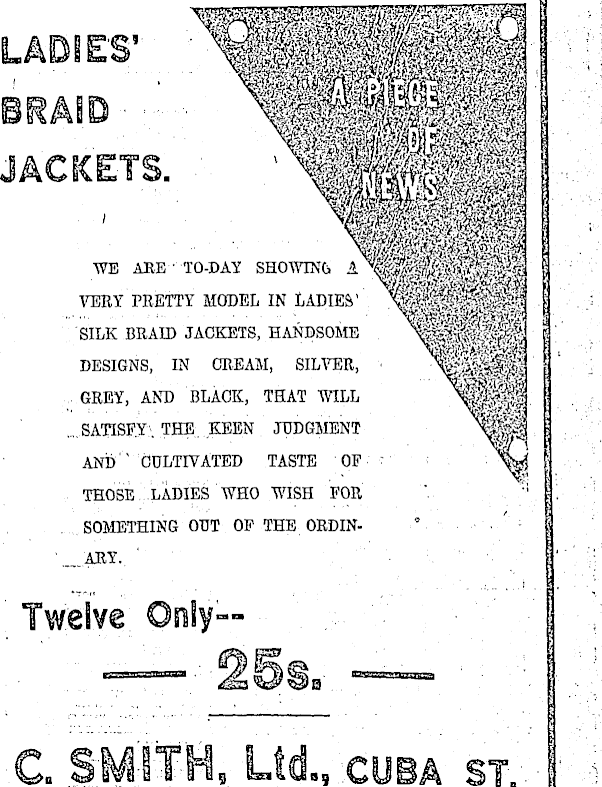 LADIES'
BRAID
JACKETS.
A PIECE
OF
NEWS
WE ARE TO-DAY SHOWING A
VERY PRETTY MODEL IN LADIES'
SILK BRAID JACKETS, HANDSOME
DESIGNS, IN CREAM, SILVER,
GREY, AND BLACK, THAT WILL
SATISFY THE KEEN JUDGMENT
AND CULTIVATED TASTE OF
THOSE LADIES WHO WISH FOR
SOMETHING OUT OF THE ORDIN-
ARY.
Twelve Only--
25s.
C. SMITH, Ltd., CUBA ST.